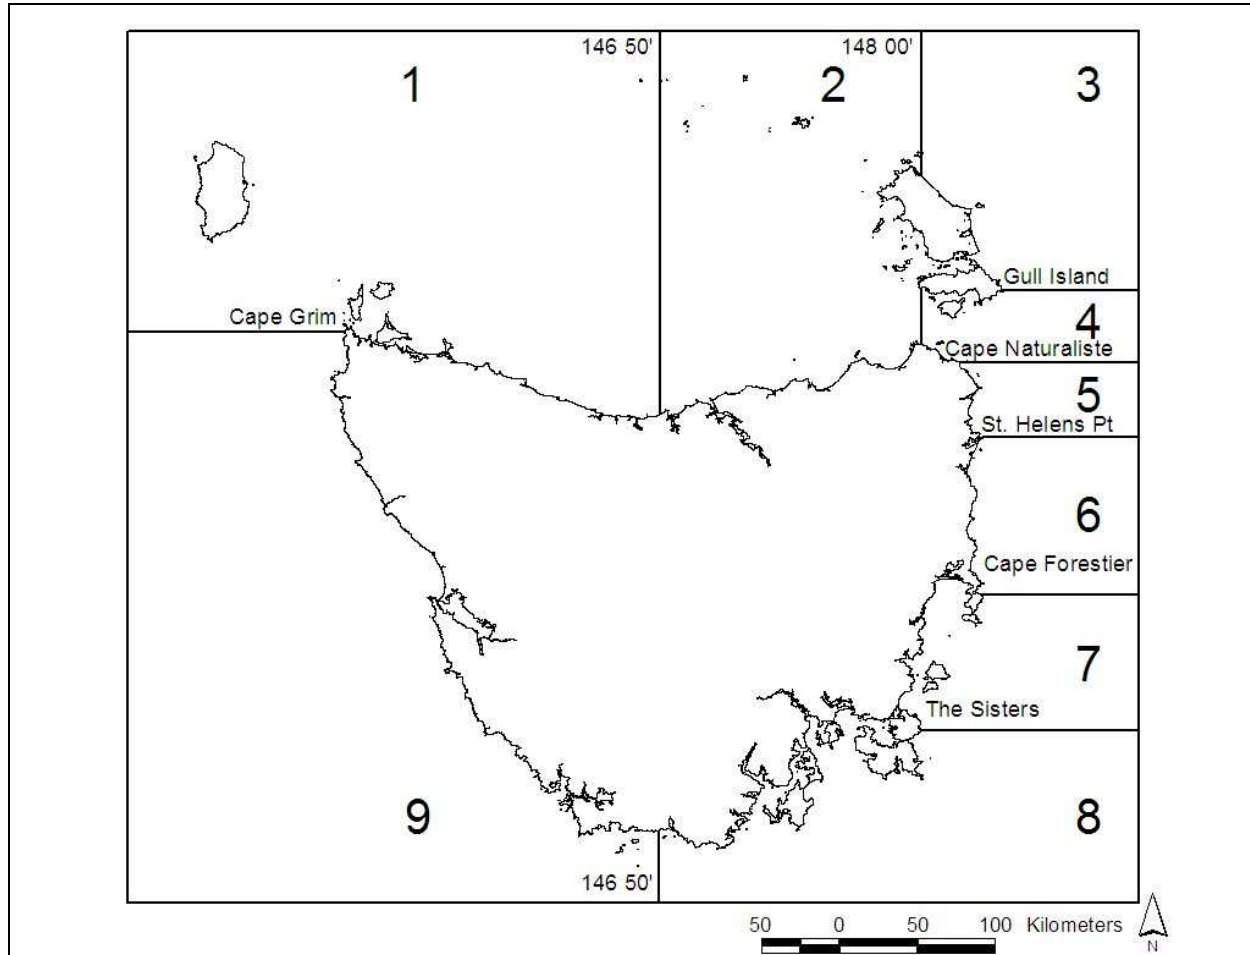 146 50'
148 00'
1
2
3
Gull Island
Cape Grim
4
Cape Naturaliste
5
St. Helens Pt
6
Cape Forestier
7
The Sisters
9
8
146 50'
50 0 50 100 Kilometers
N